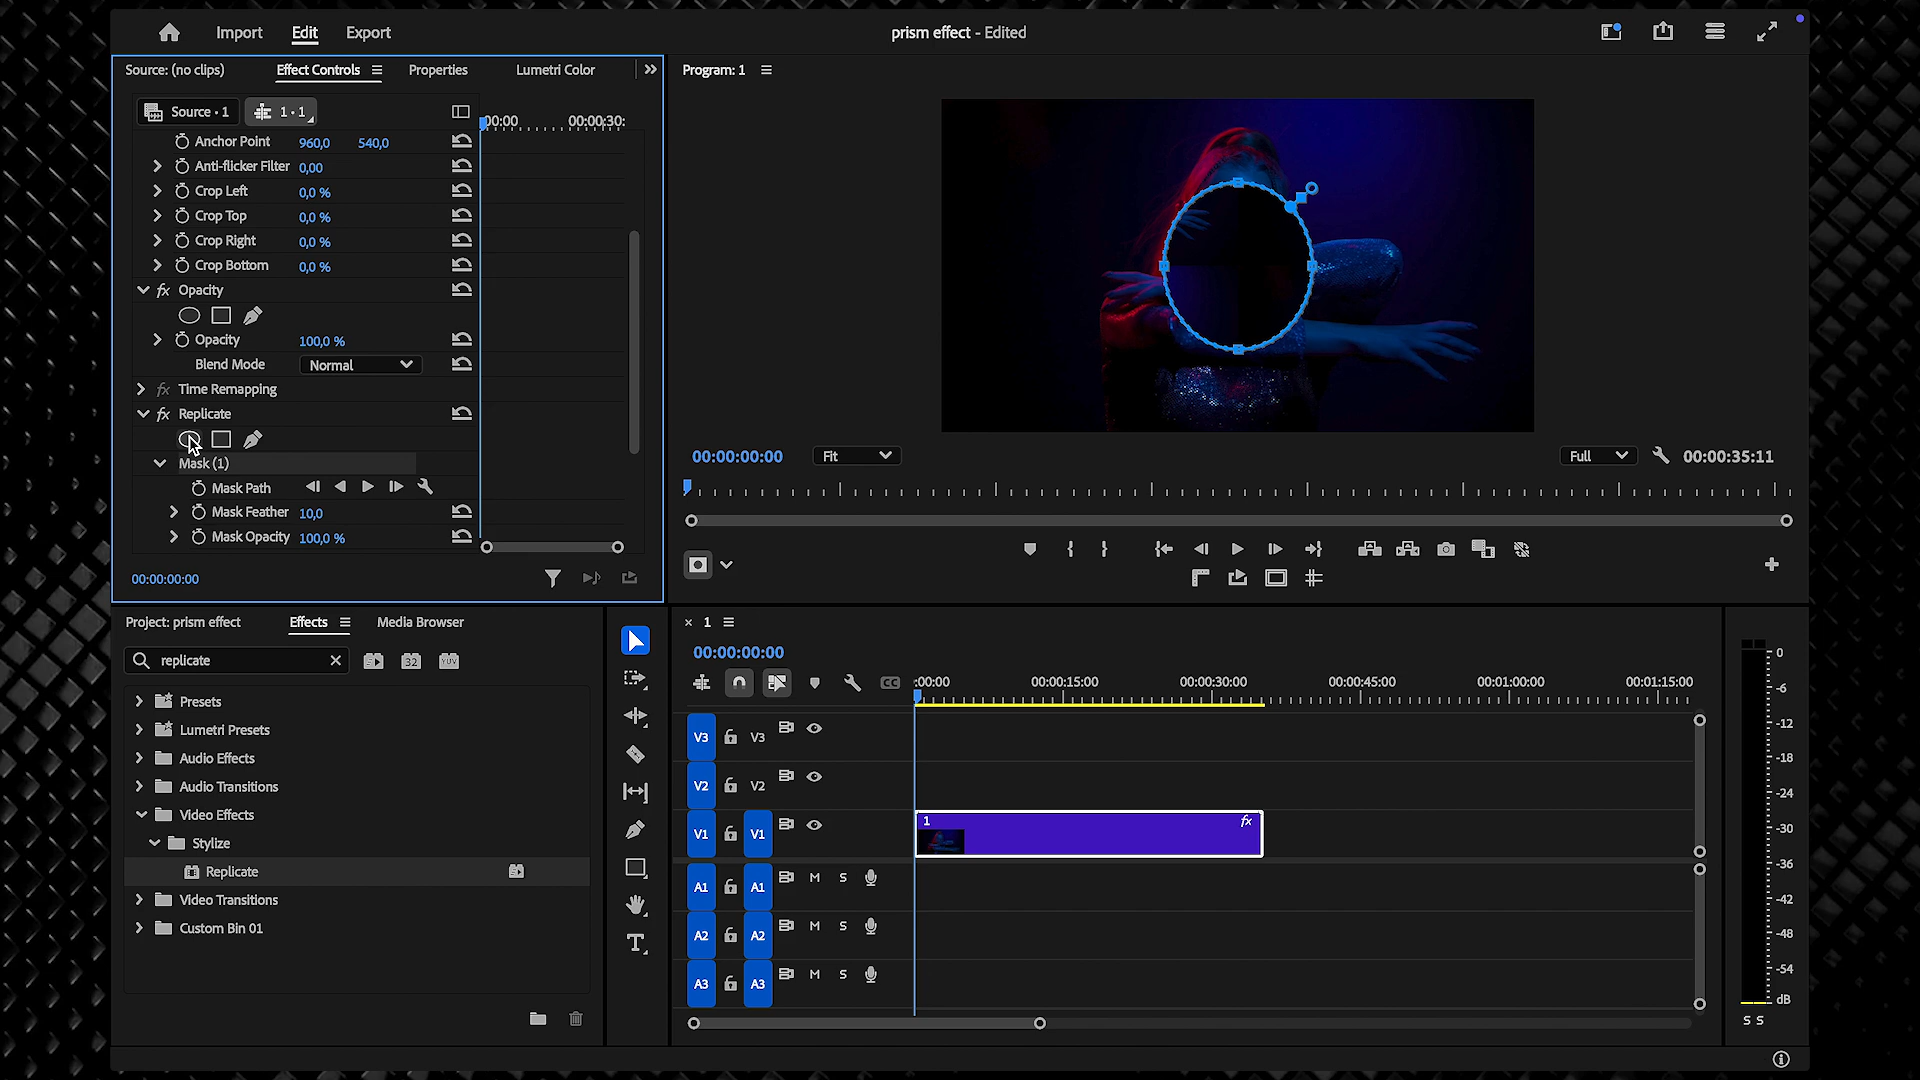 Import Edit Export
prism effect - Edited
Source: (no clips) Effect Controls Properties Lumetri Color
Source • 1 1 • 1
:00:00 00:00:30:
Anchor Point 960,0 540,0
Anti-flicker Filter 0,00
Crop Left 0,0 %
Crop Top 0,0 %
Crop Right 0,0 %
Crop Bottom 0,0 %
fx Opacity
Opacity 100,0 %
Blend Mode Normal
fx Time Remapping
fx Replicate
Mask (1)
Mask Path
Mask Feather 10,0
Mask Opacity 100,0 %
00:00:00:00
Program: 1
00:00:00:00 Fit Full 00:00:35:11
Project: prism effect Effects Media Browser
replicate 32 YUV
Presets
Lumetri Presets
Audio Effects
Audio Transitions
Video Effects
Stylize
Replicate
Video Transitions
Custom Bin 01
T
× 1
00:00:00:00
CC
:00:00 00:00:15:00 00:00:30:00 00:00:45:00 00:01:00:00 00:01:15:00
V3 V3
V2 V2
V1 V1
1 fx
A1 A1 M S
A2 A2 M S
A3 A3 M S
0
-6
-12
-18
-24
-30
-36
-42
-48
-54
dB
S S